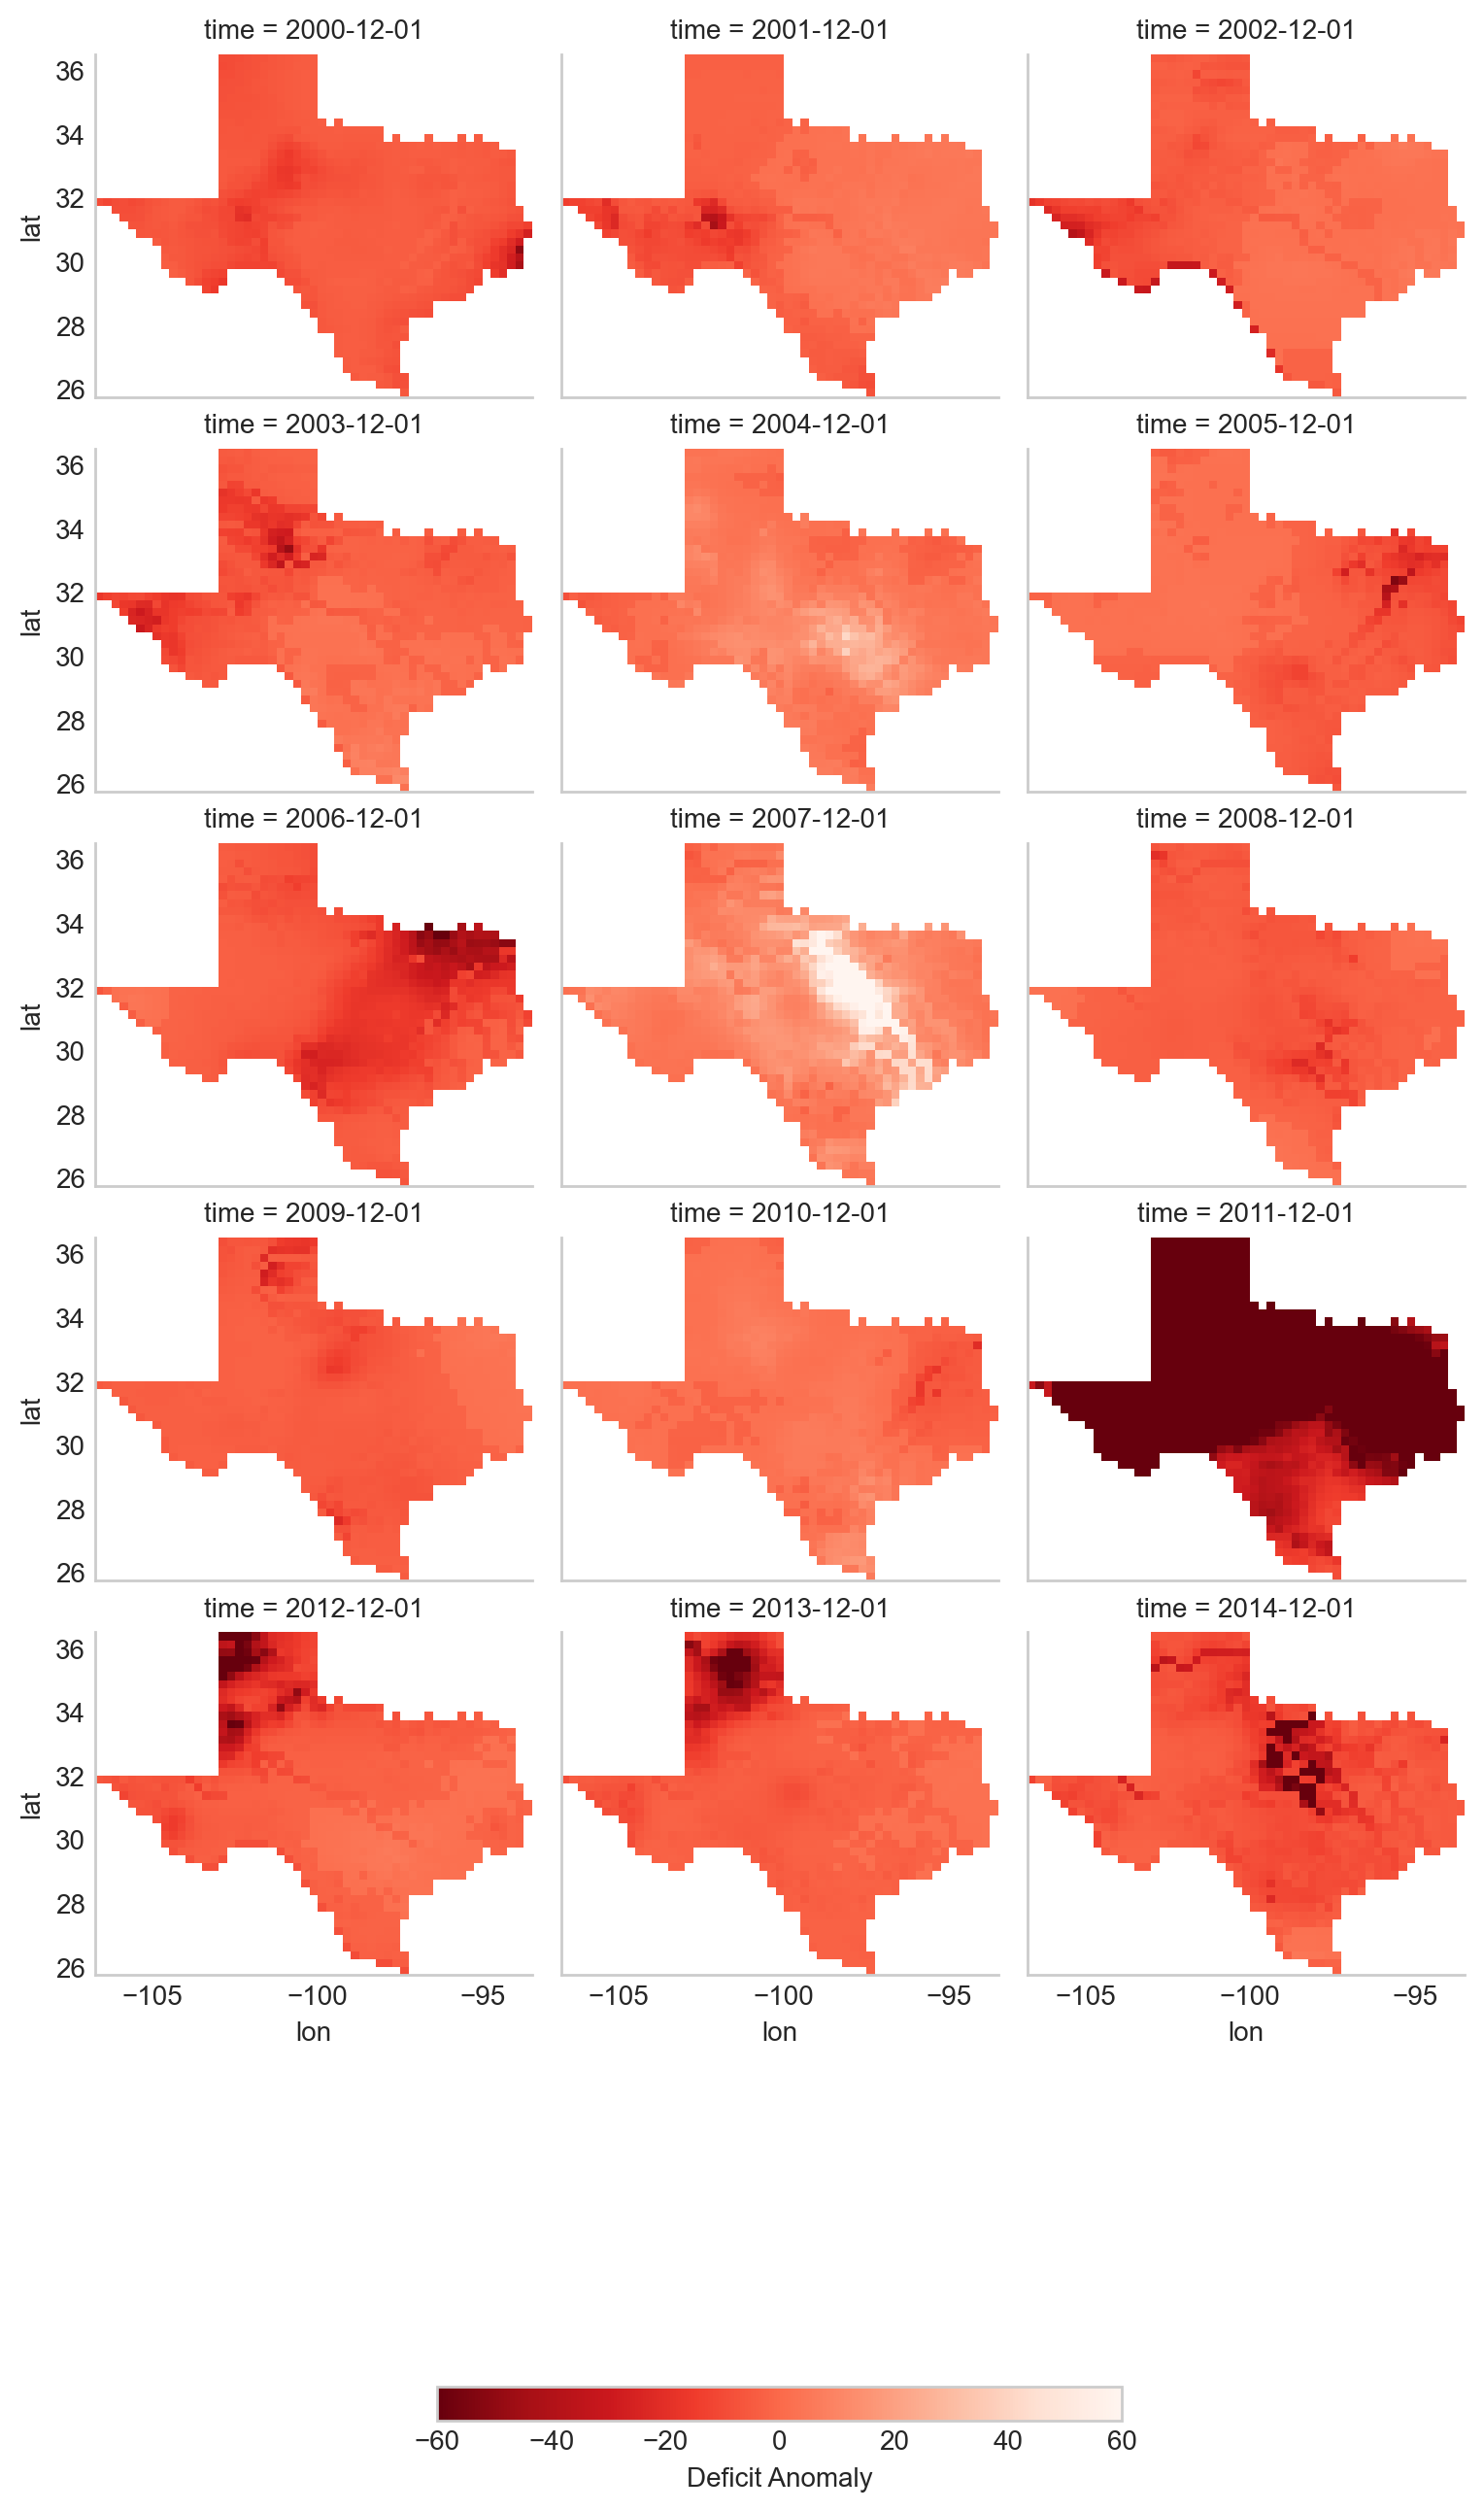 time = 2000-12-01 time = 2001-12-01 time = 2002-12-01
36
34
32
30
28
26
lat
time = 2003-12-01 time = 2004-12-01 time = 2005-12-01
36
34
32
30
28
26
lat
time = 2006-12-01 time = 2007-12-01 time = 2008-12-01
36
34
32
30
28
26
lat
time = 2009-12-01 time = 2010-12-01 time = 2011-12-01
36
34
32
30
28
26
lat
time = 2012-12-01 time = 2013-12-01 time = 2014-12-01
36
34
32
30
28
26
lat
−105 −100 −95 −105 −100 −95 −105 −100 −95
lon lon lon
−60 −40 −20 0 20 40 60
Deficit Anomaly